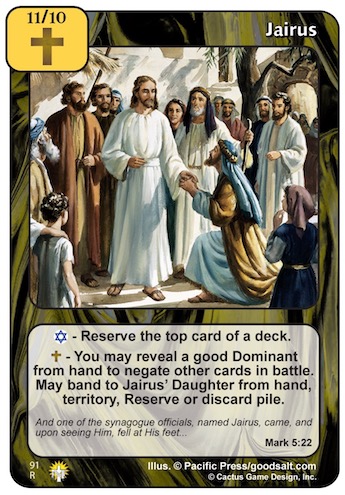 11/10
Jairus
- Reserve the top card of a deck.
- You may reveal a good Dominant
from hand to negate other cards in battle.
May band to Jairus’ Daughter from hand,
territory, Reserve or discard pile.
And one of the synagogue officials, named Jairus, came, and
upon seeing Him, fell at His feet...
Mark 5:22
91
R
Illus. © Pacific Press/goodsalt.com
© Cactus Game Design, Inc.